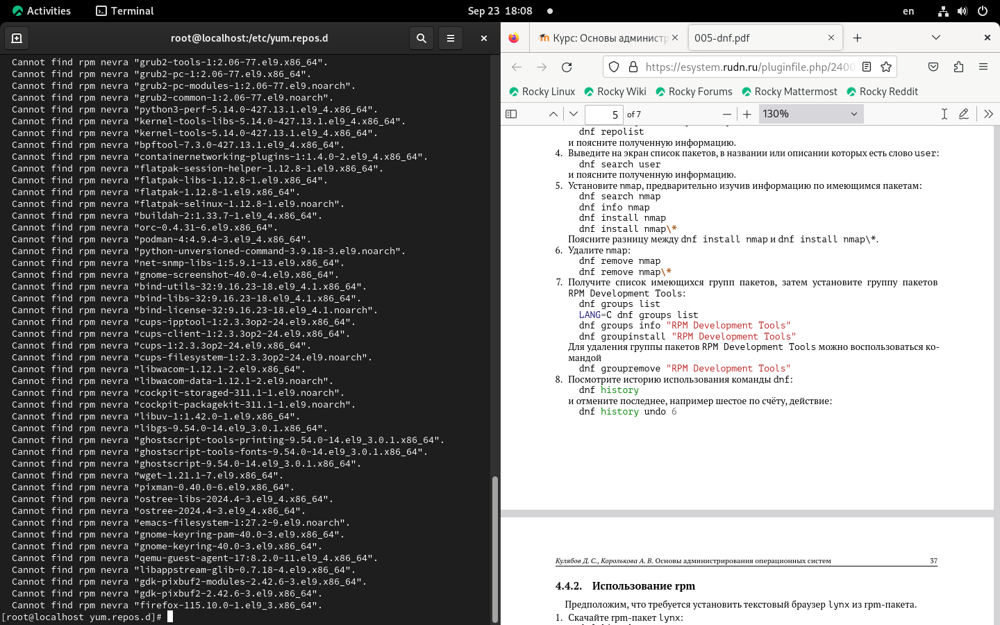 Activities
Terminal
Sep 23 18:08
en
root@localhost:/etc/yum.repos.d
Cannot find rpm nevra "grub2-tools-1:2.06-77.el9.x86_64".
Cannot find rpm nevra "grub2-pc-1:2.06-77.el9.x86_64".
Cannot find rpm nevra "grub2-pc-modules-1:2.06-77.el9.noarch".
Cannot find rpm nevra "grub2-common-1:2.06-77.el9.noarch".
Cannot find rpm nevra "python3-perf-5.14.0-427.13.1.el9_4.x86_64".
Cannot find rpm nevra "kernel-tools-libs-5.14.0-427.13.1.el9_4.x86_64".
Cannot find rpm nevra "kernel-tools-5.14.0-427.13.1.el9_4.x86_64".
Cannot find rpm nevra "bpftool-7.3.0-427.13.1.el9_4.x86_64".
Cannot find rpm nevra "containernetworking-plugins-1:1.4.0-2.el9_4.x86_64".
Cannot find rpm nevra "flatpak-session-helper-1.12.8-1.el9.x86_64".
Cannot find rpm nevra "flatpak-libs-1.12.8-1.el9.x86_64".
Cannot find rpm nevra "flatpak-1.12.8-1.el9.x86_64".
Cannot find rpm nevra "flatpak-selinux-1.12.8-1.el9.noarch".
Cannot find rpm nevra "buildah-2:1.33.7-1.el9_4.x86_64".
Cannot find rpm nevra "orc-0.4.31-6.el9.x86_64".
Cannot find rpm nevra "podman-4:4.9.4-3.el9_4.x86_64".
Cannot find rpm nevra "python-unversioned-command-3.9.18-3.el9.noarch".
Cannot find rpm nevra "net-snmp-libs-1:5.9.1-13.el9.x86_64".
Cannot find rpm nevra "gnome-screenshot-40.0-4.el9.x86_64".
Cannot find rpm nevra "bind-utils-32:9.16.23-18.el9_4.1.x86_64".
Cannot find rpm nevra "bind-libs-32:9.16.23-18.el9_4.1.x86_64".
Cannot find rpm nevra "bind-license-32:9.16.23-18.el9_4.1.noarch".
Cannot find rpm nevra "cups-ipptool-1:2.3.3op2-24.el9.x86_64".
Cannot find rpm nevra "cups-client-1:2.3.3op2-24.el9.x86_64".
Cannot find rpm nevra "cups-1:2.3.3op2-24.el9.x86_64".
Cannot find rpm nevra "cups-filesystem-1:2.3.3op2-24.el9.noarch".
Cannot find rpm nevra "libwacom-1.12.1-2.el9.x86_64".
Cannot find rpm nevra "libwacom-data-1.12.1-2.el9.noarch".
Cannot find rpm nevra "cockpit-storaged-311.1-1.el9.noarch".
Cannot find rpm nevra "cockpit-packagekit-311.1-1.el9.noarch".
Cannot find rpm nevra "libuv-1:1.42.0-1.el9.x86_64".
Cannot find rpm nevra "libgs-9.54.0-14.el9_3.0.1.x86_64".
Cannot find rpm nevra "ghostscript-tools-printing-9.54.0-14.el9_3.0.1.x86_64".
Cannot find rpm nevra "ghostscript-tools-fonts-9.54.0-14.el9_3.0.1.x86_64".
Cannot find rpm nevra "ghostscript-9.54.0-14.el9_3.0.1.x86_64".
Cannot find rpm nevra "wget-1.21.1-7.el9.x86_64".
Cannot find rpm nevra "pixman-0.40.0-6.el9.x86_64".
Cannot find rpm nevra "ostree-libs-2024.4-3.el9_4.x86_64".
Cannot find rpm nevra "ostree-2024.4-3.el9_4.x86_64".
Cannot find rpm nevra "emacs-filesystem-1:27.2-9.el9.noarch".
Cannot find rpm nevra "gnome-keyring-pam-40.0-3.el9.x86_64".
Cannot find rpm nevra "gnome-keyring-40.0-3.el9.x86_64".
Cannot find rpm nevra "qemu-guest-agent-17:8.2.0-11.el9_4.x86_64".
Cannot find rpm nevra "libappstream-glib-0.7.18-4.el9.x86_64".
Cannot find rpm nevra "gdk-pixbuf2-modules-2.42.6-3.el9.x86_64".
Cannot find rpm nevra "gdk-pixbuf2-2.42.6-3.el9.x86_64".
Cannot find rpm nevra "firefox-115.10.0-1.el9_3.x86_64".
[root@localhost yum.repos.d]#
Курс: Основы администр
005-dnf.pdf
https://esystem.rudn.ru/pluginfile.php/2400
Rocky Linux Rocky Wiki Rocky Forums Rocky Mattermost Rocky Reddit
5 of 7 130%
dnf repolist
и поясните полученную информацию.
4. Выведите на экран список пакетов, в названии или описании которых есть слово user:
dnf search user
и поясните полученную информацию.
5. Установите nmap, предварительно изучив информацию по имеющимся пакетам:
dnf search nmap
dnf info nmap
dnf install nmap
dnf install nmap\*
Поясните разницу между dnf install nmap и dnf install nmap\*.
6. Удалите nmap:
dnf remove nmap
dnf remove nmap\*
7. Получите список имеющихся групп пакетов, затем установите группу пакетов
RPM Development Tools:
dnf groups list
LANG=C dnf groups list
dnf groups info "RPM Development Tools"
dnf groupinstall "RPM Development Tools"
Для удаления группы пакетов RPM Development Tools можно воспользоваться ко-
мандой
dnf groupremove "RPM Development Tools"
8. Посмотрите историю использования команды dnf:
dnf history
и отмените последнее, например шестое по счёту, действие:
dnf history undo 6
Кулябов Д. С., Королькова А. В. Основы администрирования операционных систем 37
4.4.2. Использование rpm
Предположим, что требуется установить текстовый браузер lynx из rpm-пакета.
1. Скачайте rpm-пакет lynx: